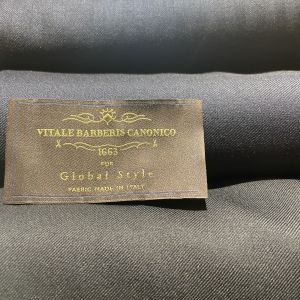 VITALE BARBERIS CANONICO
1663
FOR
Global Style
FABRIC MADE IN ITALY